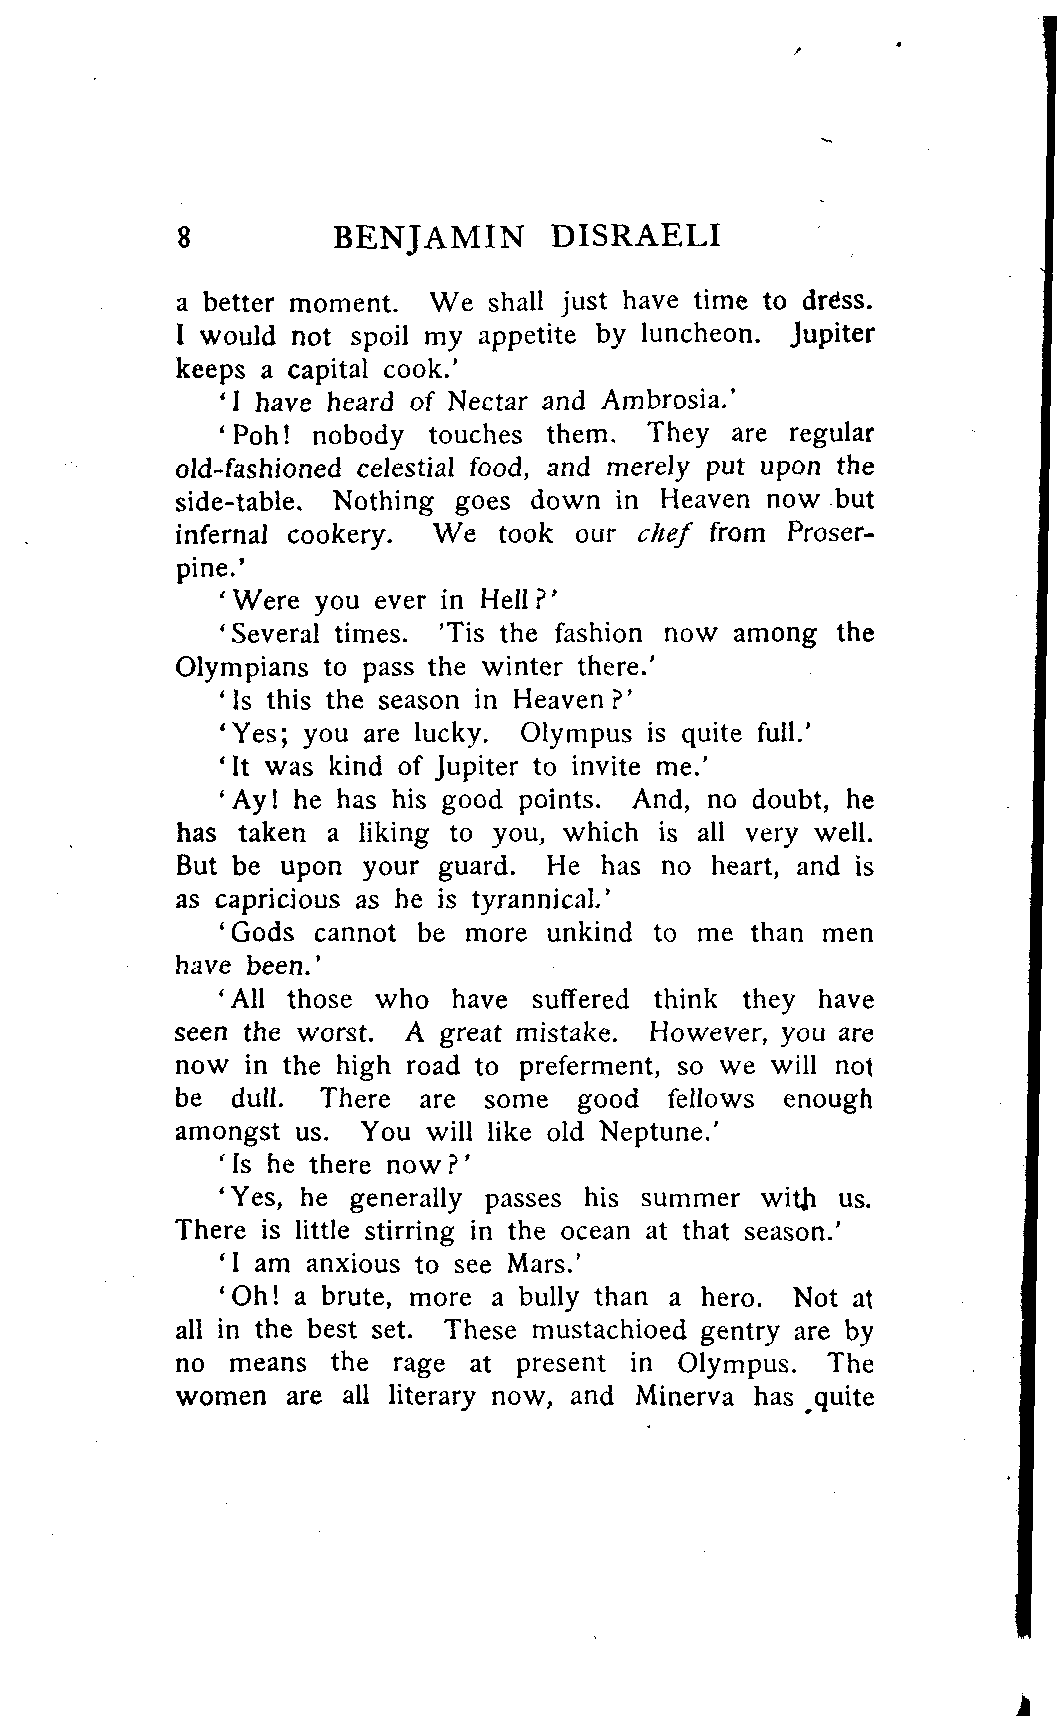 8 BENJAMIN DISRAELI
a better moment. We shall just have time to dress.
I would not spoil my appetite by luncheon. Jupiter
keeps a capital cook.’
‘I have heard of Nectar and Ambrosia.’
‘Poh! nobody touches them. They are regular
old-fashioned celestial food, and merely put upon the
side-table. Nothing goes down in Heaven now but
infernal cookery. We took our chef from Proser-
pine.’
‘Were you ever in Hell?’
‘Several times. ’Tis the fashion now among the
Olympians to pass the winter there.’
‘Is this the season in Heaven?’
‘Yes; you are lucky. Olympus is quite full.’
‘It was kind of Jupiter to invite me.’
‘Ay! he has his good points. And, no doubt, he
has taken a liking to you, which is all very well.
But be upon your guard. He has no heart, and is
as capricious as he is tyrannical.’
‘Gods cannot be more unkind to me than men
have been.’
‘All those who have suffered think they have
seen the worst. A great mistake. However, you are
now in the high road to preferment, so we will not
be dull. There are some good fellows enough
amongst us. You will like old Neptune.’
‘Is he there now?’
‘Yes, he generally passes his summer with us.
There is little stirring in the ocean at that season.’
‘I am anxious to see Mars.’
‘Oh! a brute, more a bully than a hero. Not at
all in the best set. These mustachioed gentry are by
no means the rage at present in Olympus. The
women are all literary now, and Minerva has quite